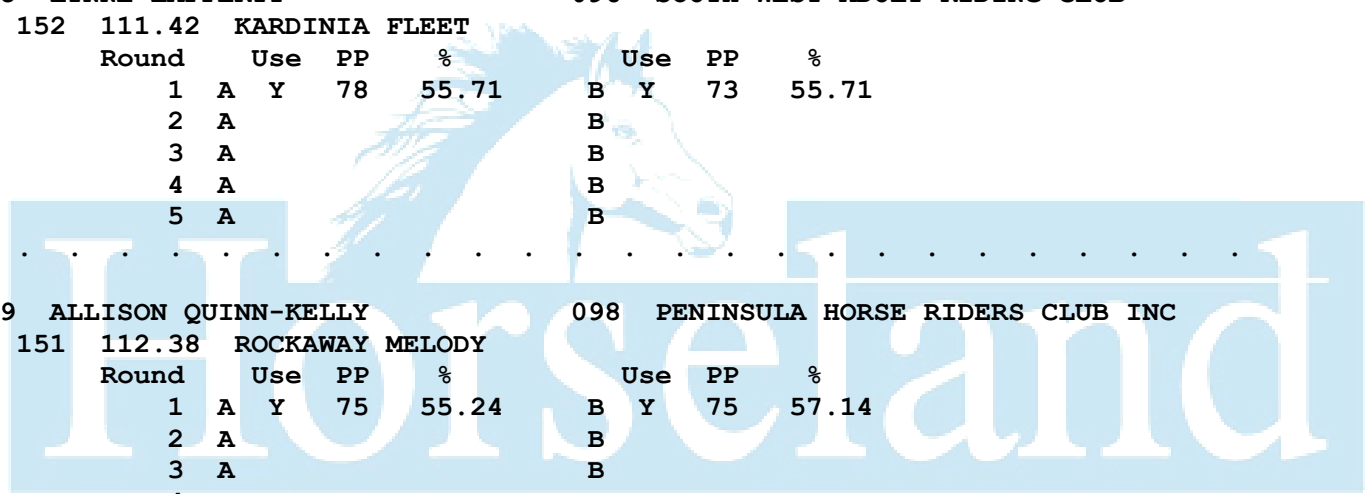 152 111.42 KARDINIA FLEET
Round Use PP % Use PP %
1 A Y 78 55.71 B Y 73 55.71
2 A B
3 A B
4 A B
5 A B
. . . . . . . . . . . . . . . . . . . . . . . . .
9 ALLISON QUINN-KELLY 098 PENINSULA HORSE RIDERS CLUB INC
151 112.38 ROCKAWAY MELODY
Round Use PP % Use PP %
1 A Y 75 55.24 B Y 75 57.14
2 A B
3 A B
Horseland